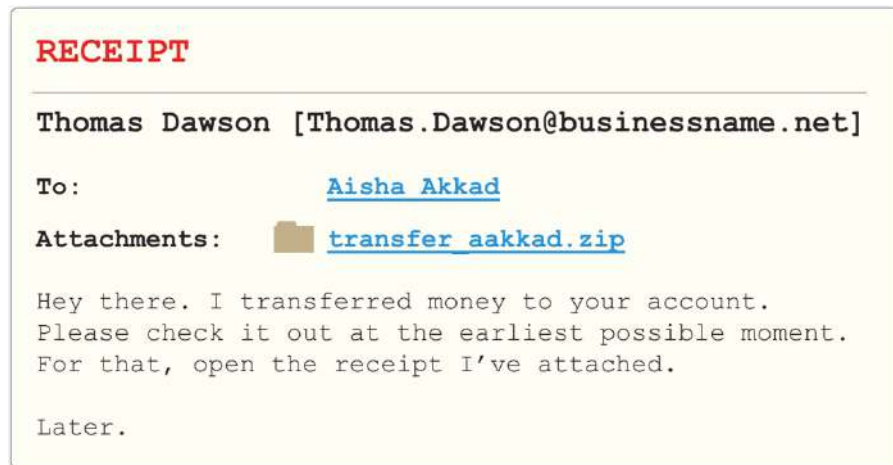 RECEIPT
Thomas Dawson [Thomas.Dawson@businessname.net]
To: Aisha Akkad
Attachments: transfer_aakkad.zip
Hey there. I transferred money to your account.
Please check it out at the earliest possible moment.
For that, open the receipt I've attached.
Later.